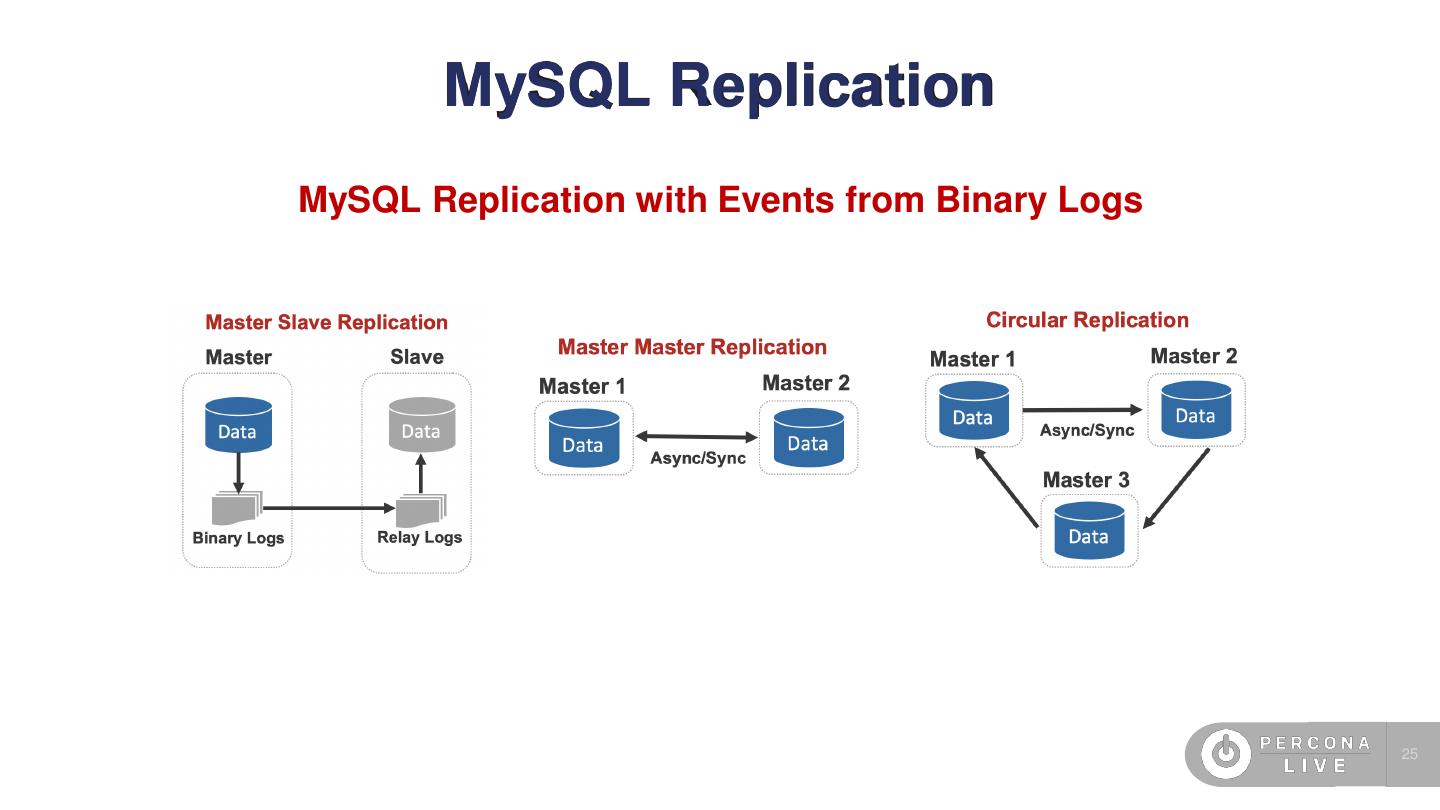 MySQL Replication
MySQL Replication with Events from Binary Logs
Master Slave Replication
Master
Slave
Data
Data
Binary Logs
Relay Logs
Master Master Replication
Master 1
Master 2
Data
Data
Async/Sync
Circular Replication
Master 1
Master 2
Data
Data
Async/Sync
Master 3
Data
PERCONA
LIVE
25